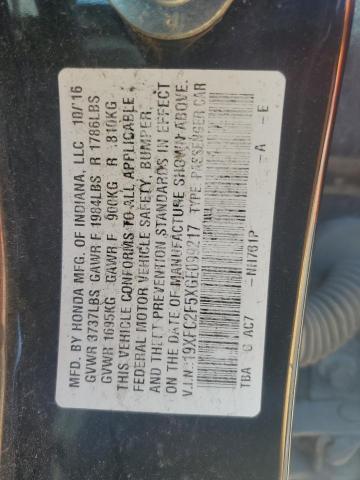 MFD. BY HONDA MFG. OF INDIANA, LLC 10/16
GVWR 3737LBS GAWR F 1984LBS R 1786LBS
GVWR 1695KG GAWR F 900KG R 810KG
THIS VEHICLE CONFORMS TO ALL APPLICABLE
FEDERAL MOTOR VEHICLE SAFETY, BUMPER,
AND THEFT PREVENTION STANDARDS IN EFFECT
ON THE DATE OF MANUFACTURE SHOWN ABOVE.
V.I.N.: TYPE: PASSENGER CAR
TBA AC7 -NH731P -A -E